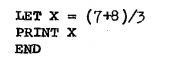 LET X = (7+8)/3
PRINT X
END